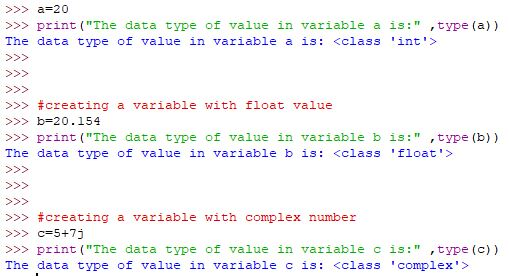 >>> a=20
>>> print("The data type of value in variable a is:" ,type(a))
The data type of value in variable a is: <class 'int'>
>>>
>>>
>>>
>>> #creating a variable with float value
>>> b=20.154
>>> print("The data type of value in variable b is:" ,type(b))
The data type of value in variable b is: <class 'float'>
>>>
>>>
>>>
>>> #creating a variable with complex number
>>> c=5+7j
>>> print("The data type of value in variable c is:" ,type(c))
The data type of value in variable c is: <class 'complex'>